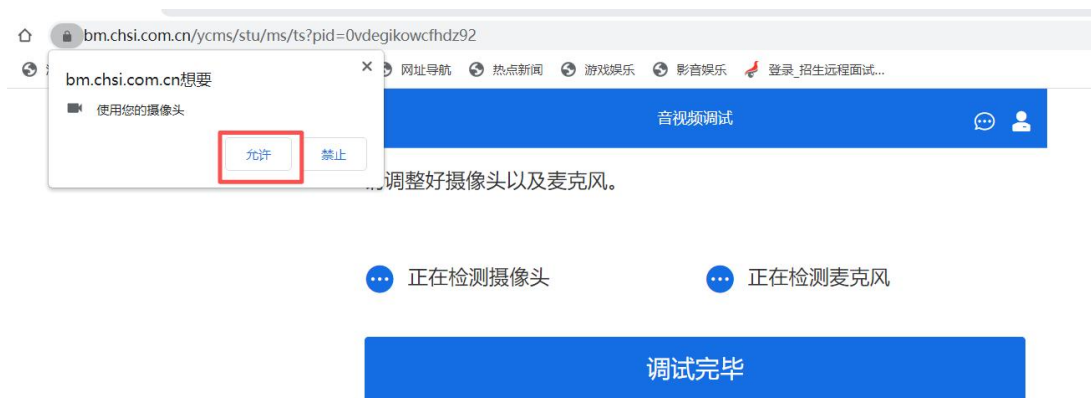 bm.chsi.com.cn/ycms/stu/ms/ts?pid=0vdegikowcfhdz92
网址导航 热点新闻 游戏娱乐 影音娱乐 登录_招生远程面试...
bm.chsi.com.cn想要
使用您的摄像头
允许 禁止
音视频调试
调整好摄像头以及麦克风。
正在检测摄像头 正在检测麦克风
调试完毕